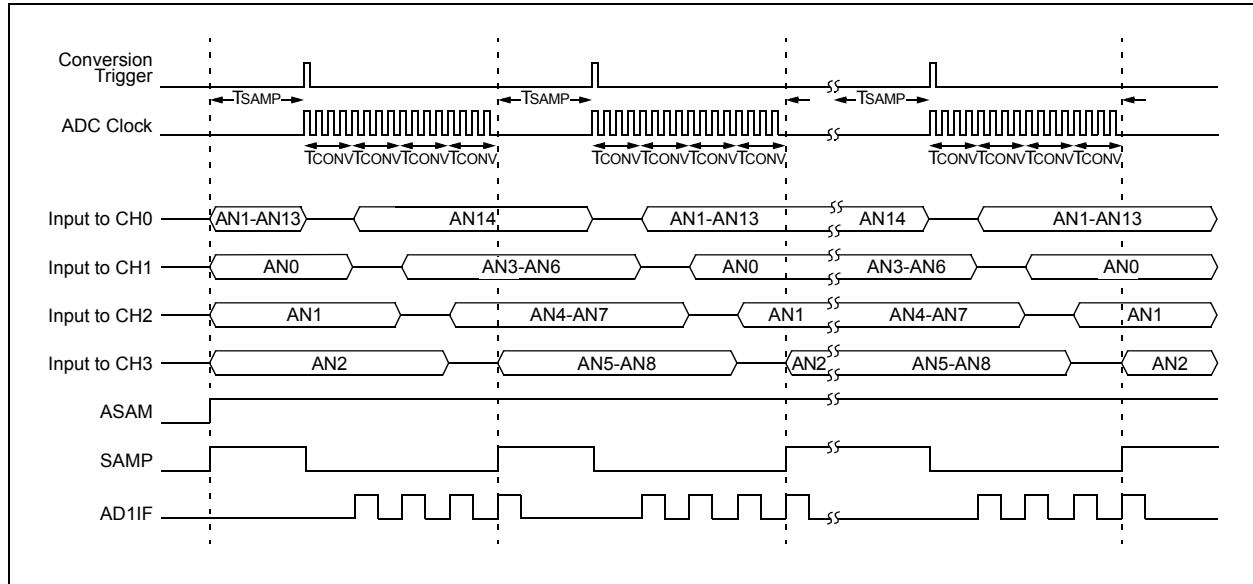 Conversion
Trigger
TSAMP TSAMP TSAMP
ADC Clock
TCONV TCONV TCONV TCONV TCONV TCONV TCONV TCONV TCONV TCONV TCONV TCONV
Input to CH0 AN1-AN13 AN14 AN1-AN13 AN14 AN1-AN13
Input to CH1 AN0 AN3-AN6 AN0 AN3-AN6 AN0
Input to CH2 AN1 AN4-AN7 AN1 AN4-AN7 AN1
Input to CH3 AN2 AN5-AN8 AN2 AN5-AN8 AN2
ASAM
SAMP
AD1IF